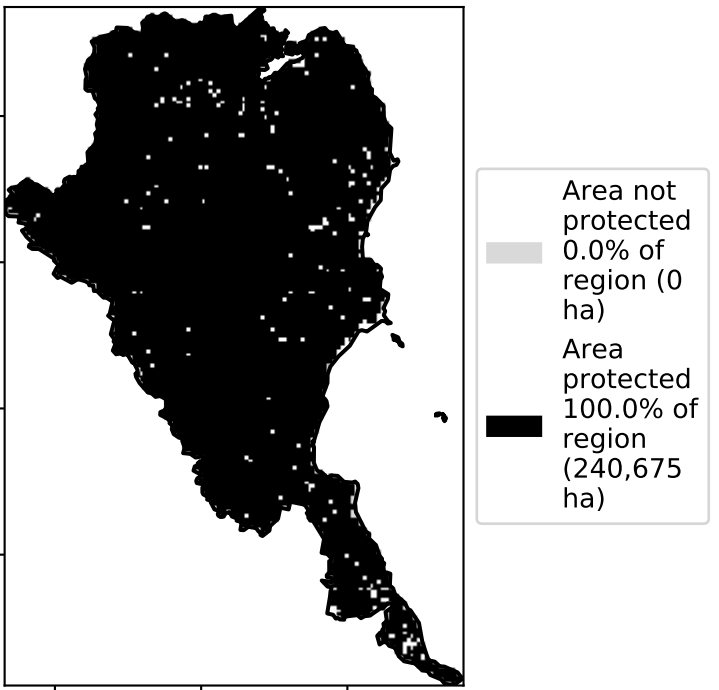 Area not
protected
0.0% of
region (0
ha)
Area
protected
100.0% of
region
(240,675
ha)